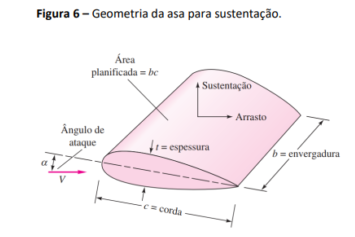 Figura 6 – Geometria da asa para sustentação.
Área
planificada = bc
Sustentação
Arrasto
Ângulo de
ataque
t = espessura
b = envergadura
α
V
c = corda